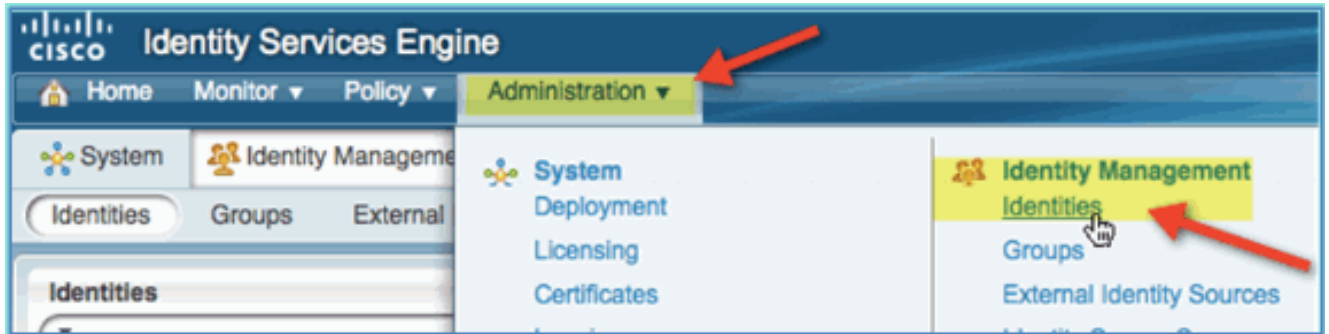 CISCO Identity Services Engine
Home Monitor Policy Administration
System Identity Manageme
Identities Groups External
Identities
System
Deployment
Licensing
Certificates
Identity Management
Identities
Groups
External Identity Sources